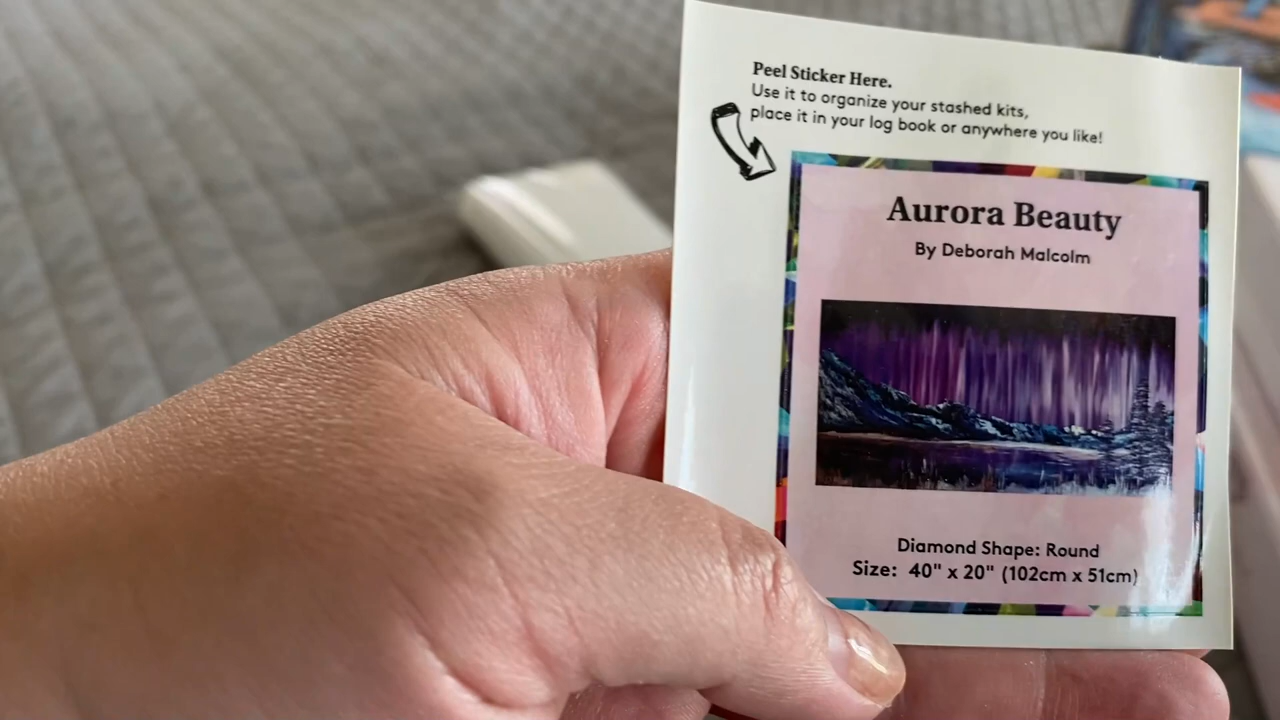 Peel Sticker Here.
Use it to organize your stashed kits,
place it in your log book or anywhere you like!
Aurora Beauty
By Deborah Malcolm
Diamond Shape: Round
Size: 40" x 20" (102cm x 51cm)